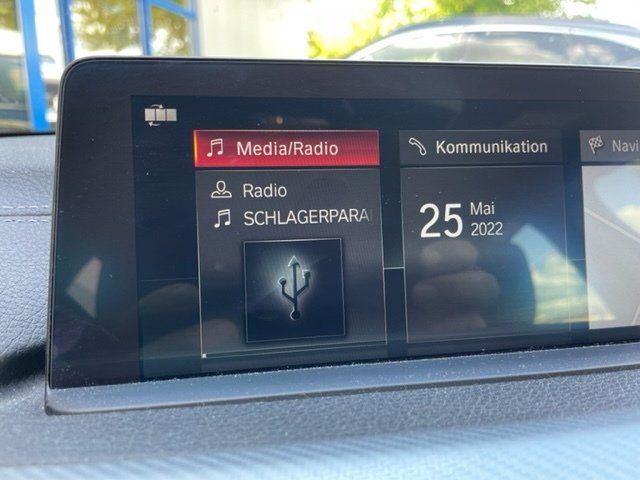 Media/Radio
Radio
SCHLAGERPARA
Kommunikation
25 Mai
2022
Navi